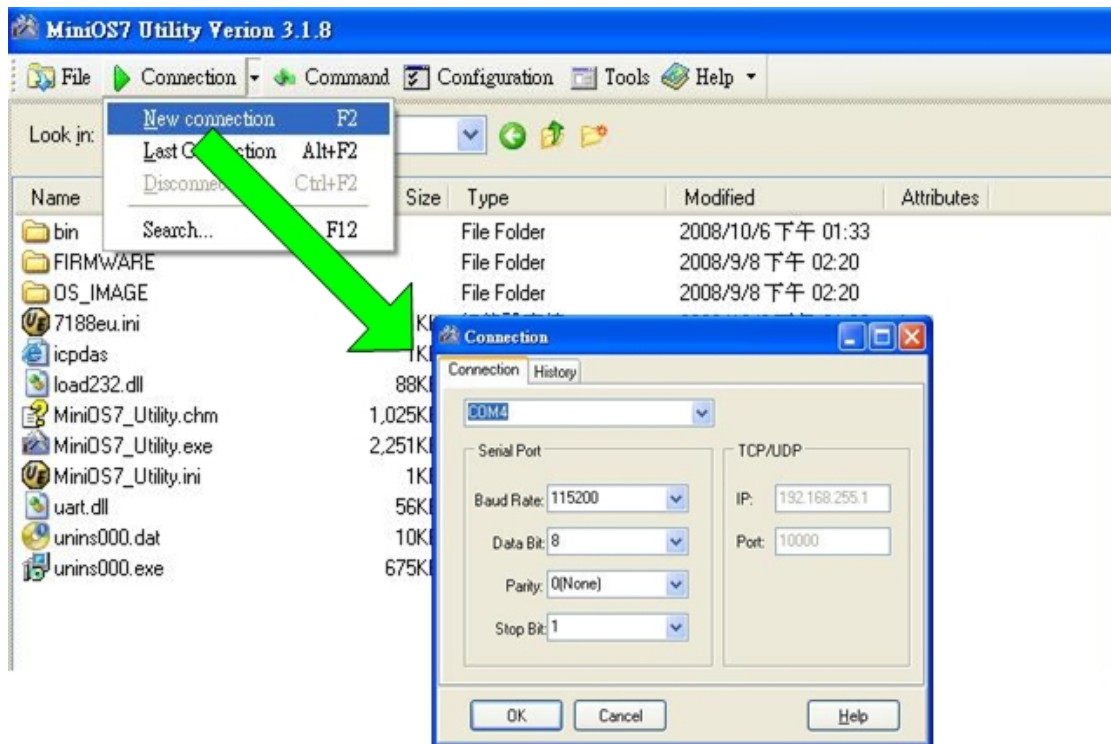 MiniOS7 Utility Verion 3.1.8
File Connection Command Configuration Tools Help
New connection F2
Look in:
Last Connection Alt+F2
Ctrl+F2
Search... F12
Name Size Type Modified Attributes
bin File Folder 2008/10/6 下午 01:33
FIRMWARE File Folder 2008/9/8 下午 02:20
OS_IMAGE File Folder 2008/9/8 下午 02:20
7188eu.ini
icpdas 1K
load232.dll 88K
MiniOS7_Utility.chm 1,025K
MiniOS7_Utility.exe 2,251K
MiniOS7_Utility.ini 1K
uart.dll 56K
unins000.dat 10K
unins000.exe 675K
Connection
Connection History
COM4
Serial Port TCP/UDP
Baud Rate: 115200 IP: 192.168.255.1
Data Bit: 8 Port: 10000
Parity: 0(None)
Stop Bit: 1
OK Cancel Help